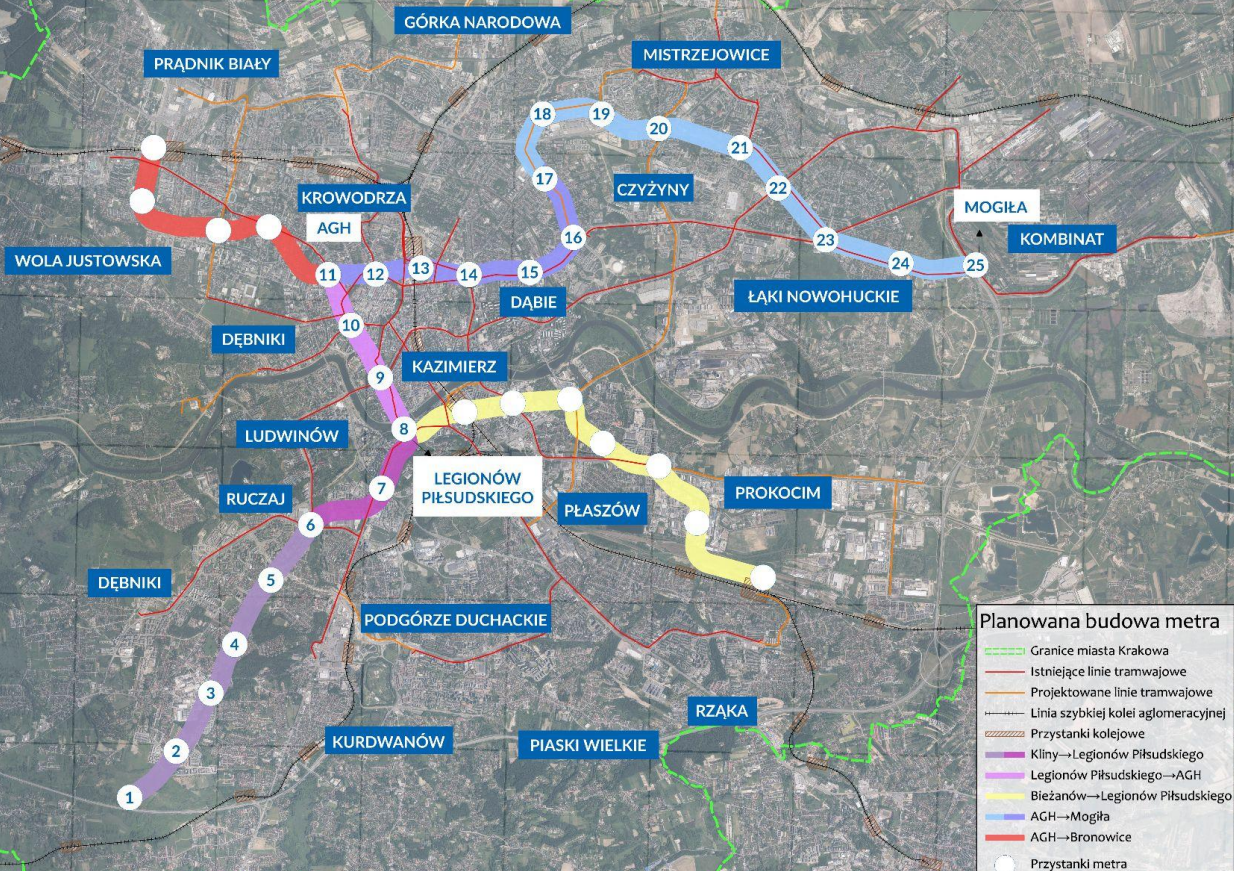 GÓRKA NARODOWA
MISTRZEJOWICE
PRĄDNIK BIAŁY
18
19
20
21
17
22
CZYŻYNY
KROWODRZA
AGH
MOGIŁA
16
23
KOMBINAT
WOLA JUSTOWSKA
11
12
13
14
15
24
25
DĄBIE
ŁĄKI NOWOHUCKIE
10
DĘBNIKI
9
KAZIMIERZ
8
LUDWINÓW
LEGIONÓW
PIŁSUDSKIEGO
7
RUCZAJ
PROKOCIM
PŁASZÓW
6
5
DĘBNIKI
PODGÓRZE DUCHACKIE
4
3
RZĄKA
2
KURDWANÓW
PIASKI WIELKIE
1
Planowana budowa metra
Granice miasta Krakowa
Istniejące linie tramwajowe
Projektowane linie tramwajowe
Linia szybkiej kolei aglomeracyjnej
Przystanki kolejowe
Kliny→Legionów Piłsudskiego
Legionów Piłsudskiego→AGH
Bieżanów→Legionów Piłsudskiego
AGH→Mogiła
AGH→Bronowice
Przystanki metra